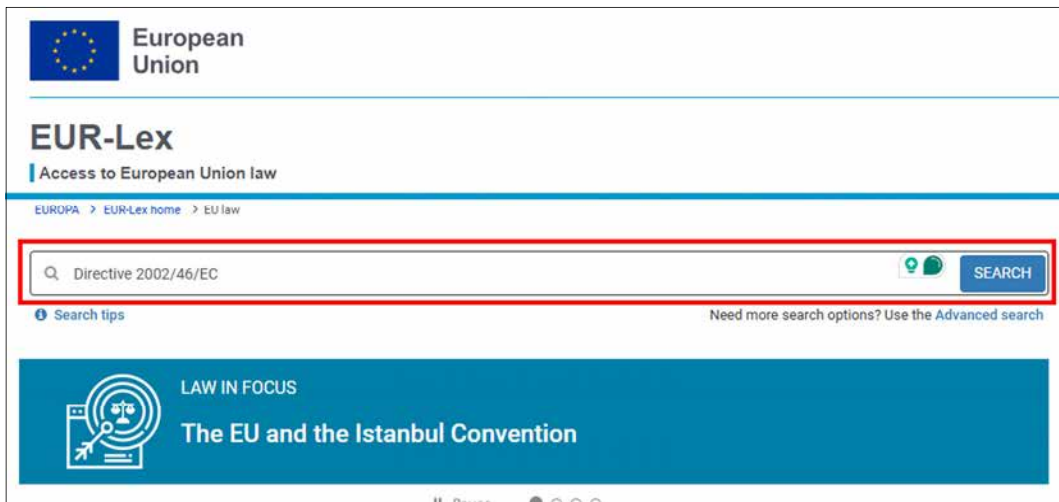 European
Union
EUR-Lex
Access to European Union law
EUROPA > EUR-Lex home > EU law
Directive 2002/46/EC
SEARCH
Search tips
Need more search options? Use the Advanced search
LAW IN FOCUS
The EU and the Istanbul Convention